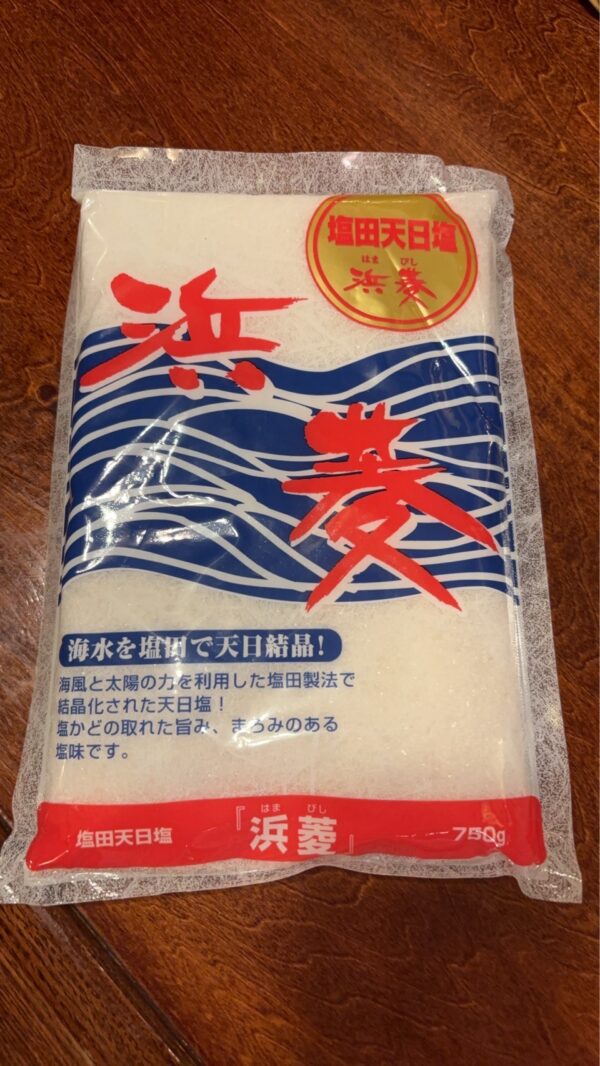 塩田天日塩
はま びし
浜菱
浜
菱
海水を塩田で天日結晶!
海風と太陽の力を利用した塩田製法で
結晶化された天日塩!
塩かどの取れた旨み、まろみのある
塩味です。
はま びし
塩田天日塩 『浜菱』 750g